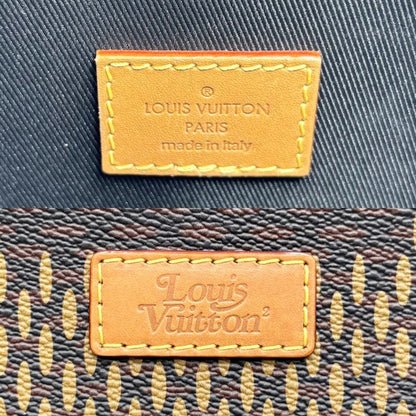 ®
LOUIS VUITTON
PARIS
made in Italy
Louis
Vuitton²